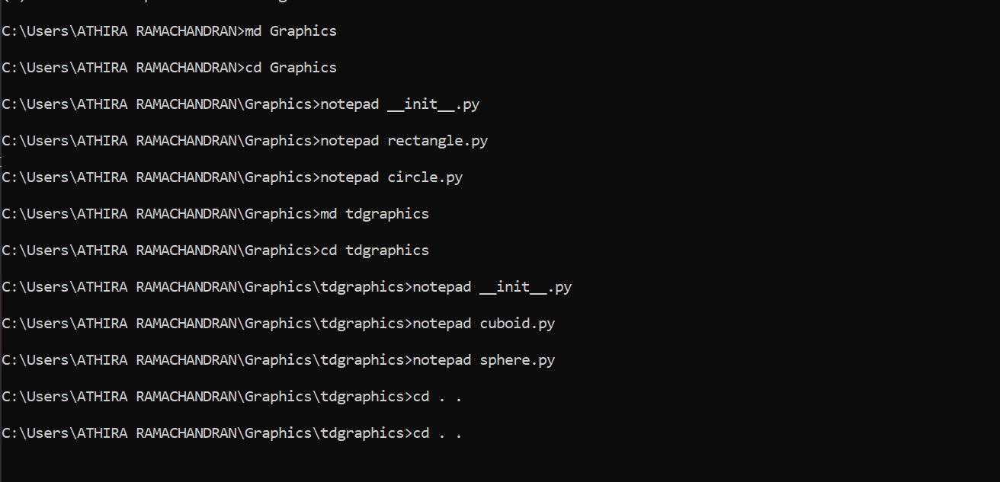 C:\Users\ATHIRA RAMACHANDRAN>md Graphics
C:\Users\ATHIRA RAMACHANDRAN>cd Graphics
C:\Users\ATHIRA RAMACHANDRAN\Graphics>notepad __init__.py
C:\Users\ATHIRA RAMACHANDRAN\Graphics>notepad rectangle.py
C:\Users\ATHIRA RAMACHANDRAN\Graphics>notepad circle.py
C:\Users\ATHIRA RAMACHANDRAN\Graphics>md tdgraphics
C:\Users\ATHIRA RAMACHANDRAN\Graphics>cd tdgraphics
C:\Users\ATHIRA RAMACHANDRAN\Graphics\tdgraphics>notepad __init__.py
C:\Users\ATHIRA RAMACHANDRAN\Graphics\tdgraphics>notepad cuboid.py
C:\Users\ATHIRA RAMACHANDRAN\Graphics\tdgraphics>notepad sphere.py
C:\Users\ATHIRA RAMACHANDRAN\Graphics\tdgraphics>cd . .
C:\Users\ATHIRA RAMACHANDRAN\Graphics\tdgraphics>cd . .